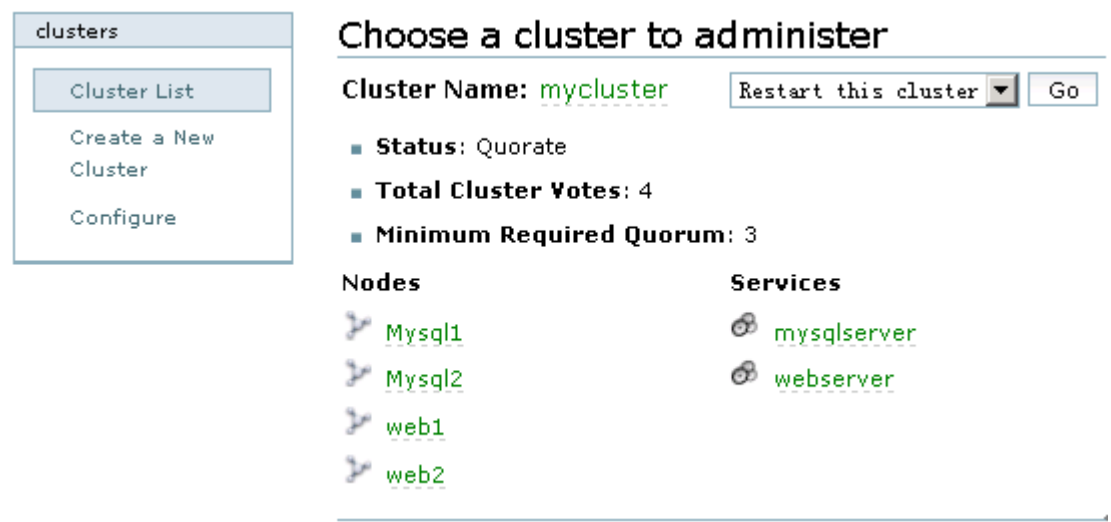 clusters
Cluster List
Create a New
Cluster
Configure
Choose a cluster to administer
Cluster Name: mycluster Restart this cluster Go
Status: Quorate
Total Cluster Votes: 4
Minimum Required Quorum: 3
Nodes Services
Mysql1 mysqlserver
Mysql2 webserver
web1
web2